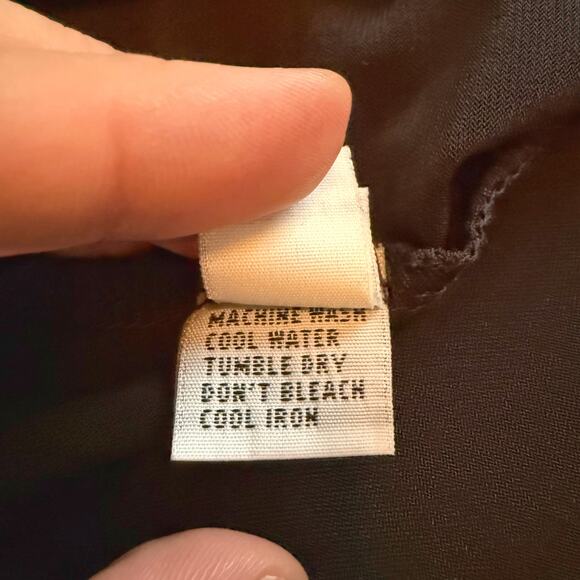 MACHINE WASH
COOL WATER
TUMBLE DRY
DON'T BLEACH
COOL IRON